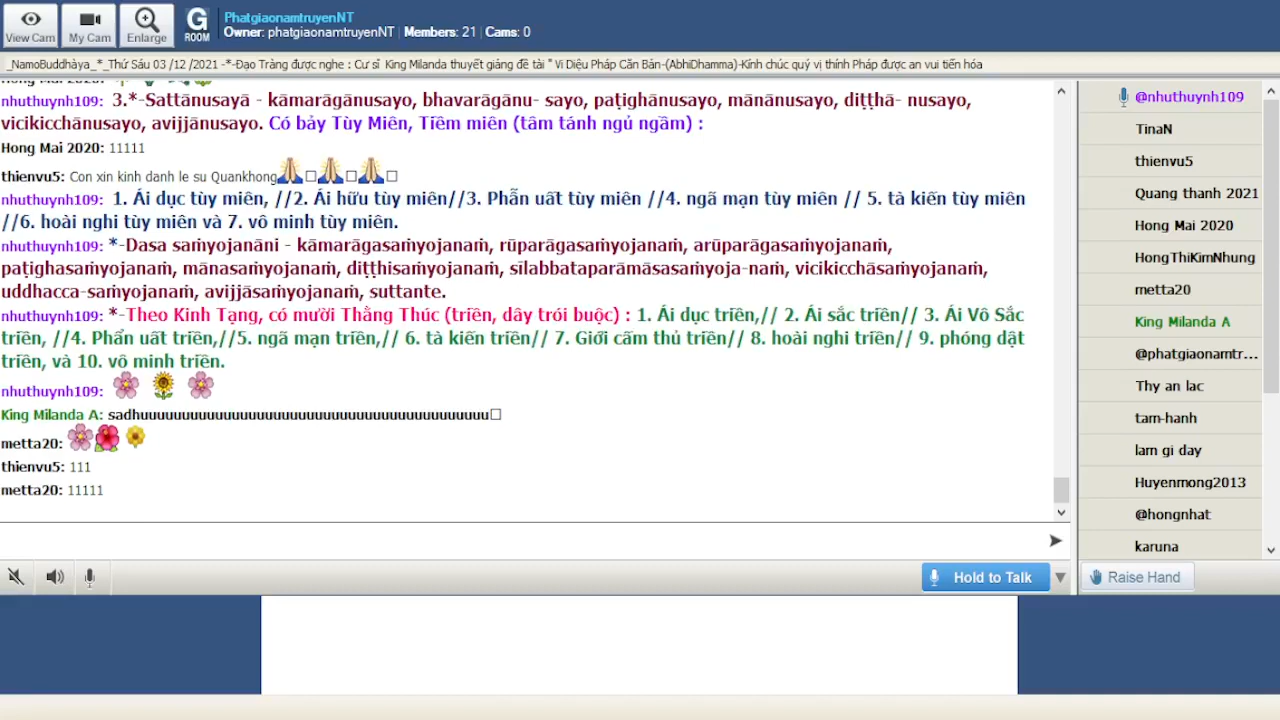 View Cam
My Cam
Enlarge
G
ROOM
PhatgiaonamtruyenNT
Owner: phatgiaonamtruyenNT | Members: 21 | Cams: 0
_NamoBuddhàya_*_Thứ Sáu 03 /12 /2021 -*-Đạo Tràng được nghe : Cư sĩ King Milanda thuyết giảng đề tài " Vi Diệu Pháp Căn Bản-(AbhiDhamma)-Kính chúc quý vị thính Pháp được an vui tiến hóa
nhuthuynh109: 3.*-Sattānusayā - kāmarāgānusayo, bhavarāgānu- sayo, paṭighānusayo, mānānusayo, diṭṭhā- nusayo,
vicikicchānusayo, avijjānusayo. Có bảy Tùy Miên, Tiềm miên (tâm tánh ngủ ngầm) :
Hong Mai 2020: 11111
thienvu5: Con xin kinh danh le su Quankhong
nhuthuynh109: 1. Ái dục tùy miên, //2. Ái hữu tùy miên//3. Phẫn uất tùy miên //4. ngã mạn tùy miên // 5. tà kiến tùy miên
//6. hoài nghi tùy miên và 7. vô minh tùy miên.
nhuthuynh109: *-Dasa saṁyojanāni - kāmarāgasaṁyojanaṁ, rūparāgasaṁyojanaṁ, arūparāgasaṁyojanaṁ,
paṭighasaṁyojanaṁ, mānasaṁyojanaṁ, diṭṭhisaṁyojanaṁ, sīlabbataparāmāsasaṁyoja-naṁ, vicikicchāsaṁyojanaṁ,
uddhacca-saṁyojanaṁ, avijjāsaṁyojanaṁ, suttante.
nhuthuynh109: *-Theo Kinh Tạng, có mười Thằng Thúc (triền, dây trói buộc) : 1. Ái dục triền,// 2. Ái sắc triền// 3. Ái Vô Sắc
triền, //4. Phẩn uất triền,//5. ngã mạn triền,// 6. tà kiến triền// 7. Giới cấm thủ triền// 8. hoài nghi triền// 9. phóng dật
triền, và 10. vô minh triền.
nhuthuynh109:
King Milanda A: sadhuuuuuuuuuuuuuuuuuuuuuuuuuuuuuuuuuuuuuuuuu
metta20:
thienvu5: 111
metta20: 11111
Hold to Talk
@nhuthuynh109
TinaN
thienvu5
Quang thanh 2021
Hong Mai 2020
HongThiKimNhung
metta20
King Milanda A
@phatgiaonamtr...
Thy an lac
tam-hanh
lam gi day
Huyenmong2013
@hongnhat
karuna
Raise Hand